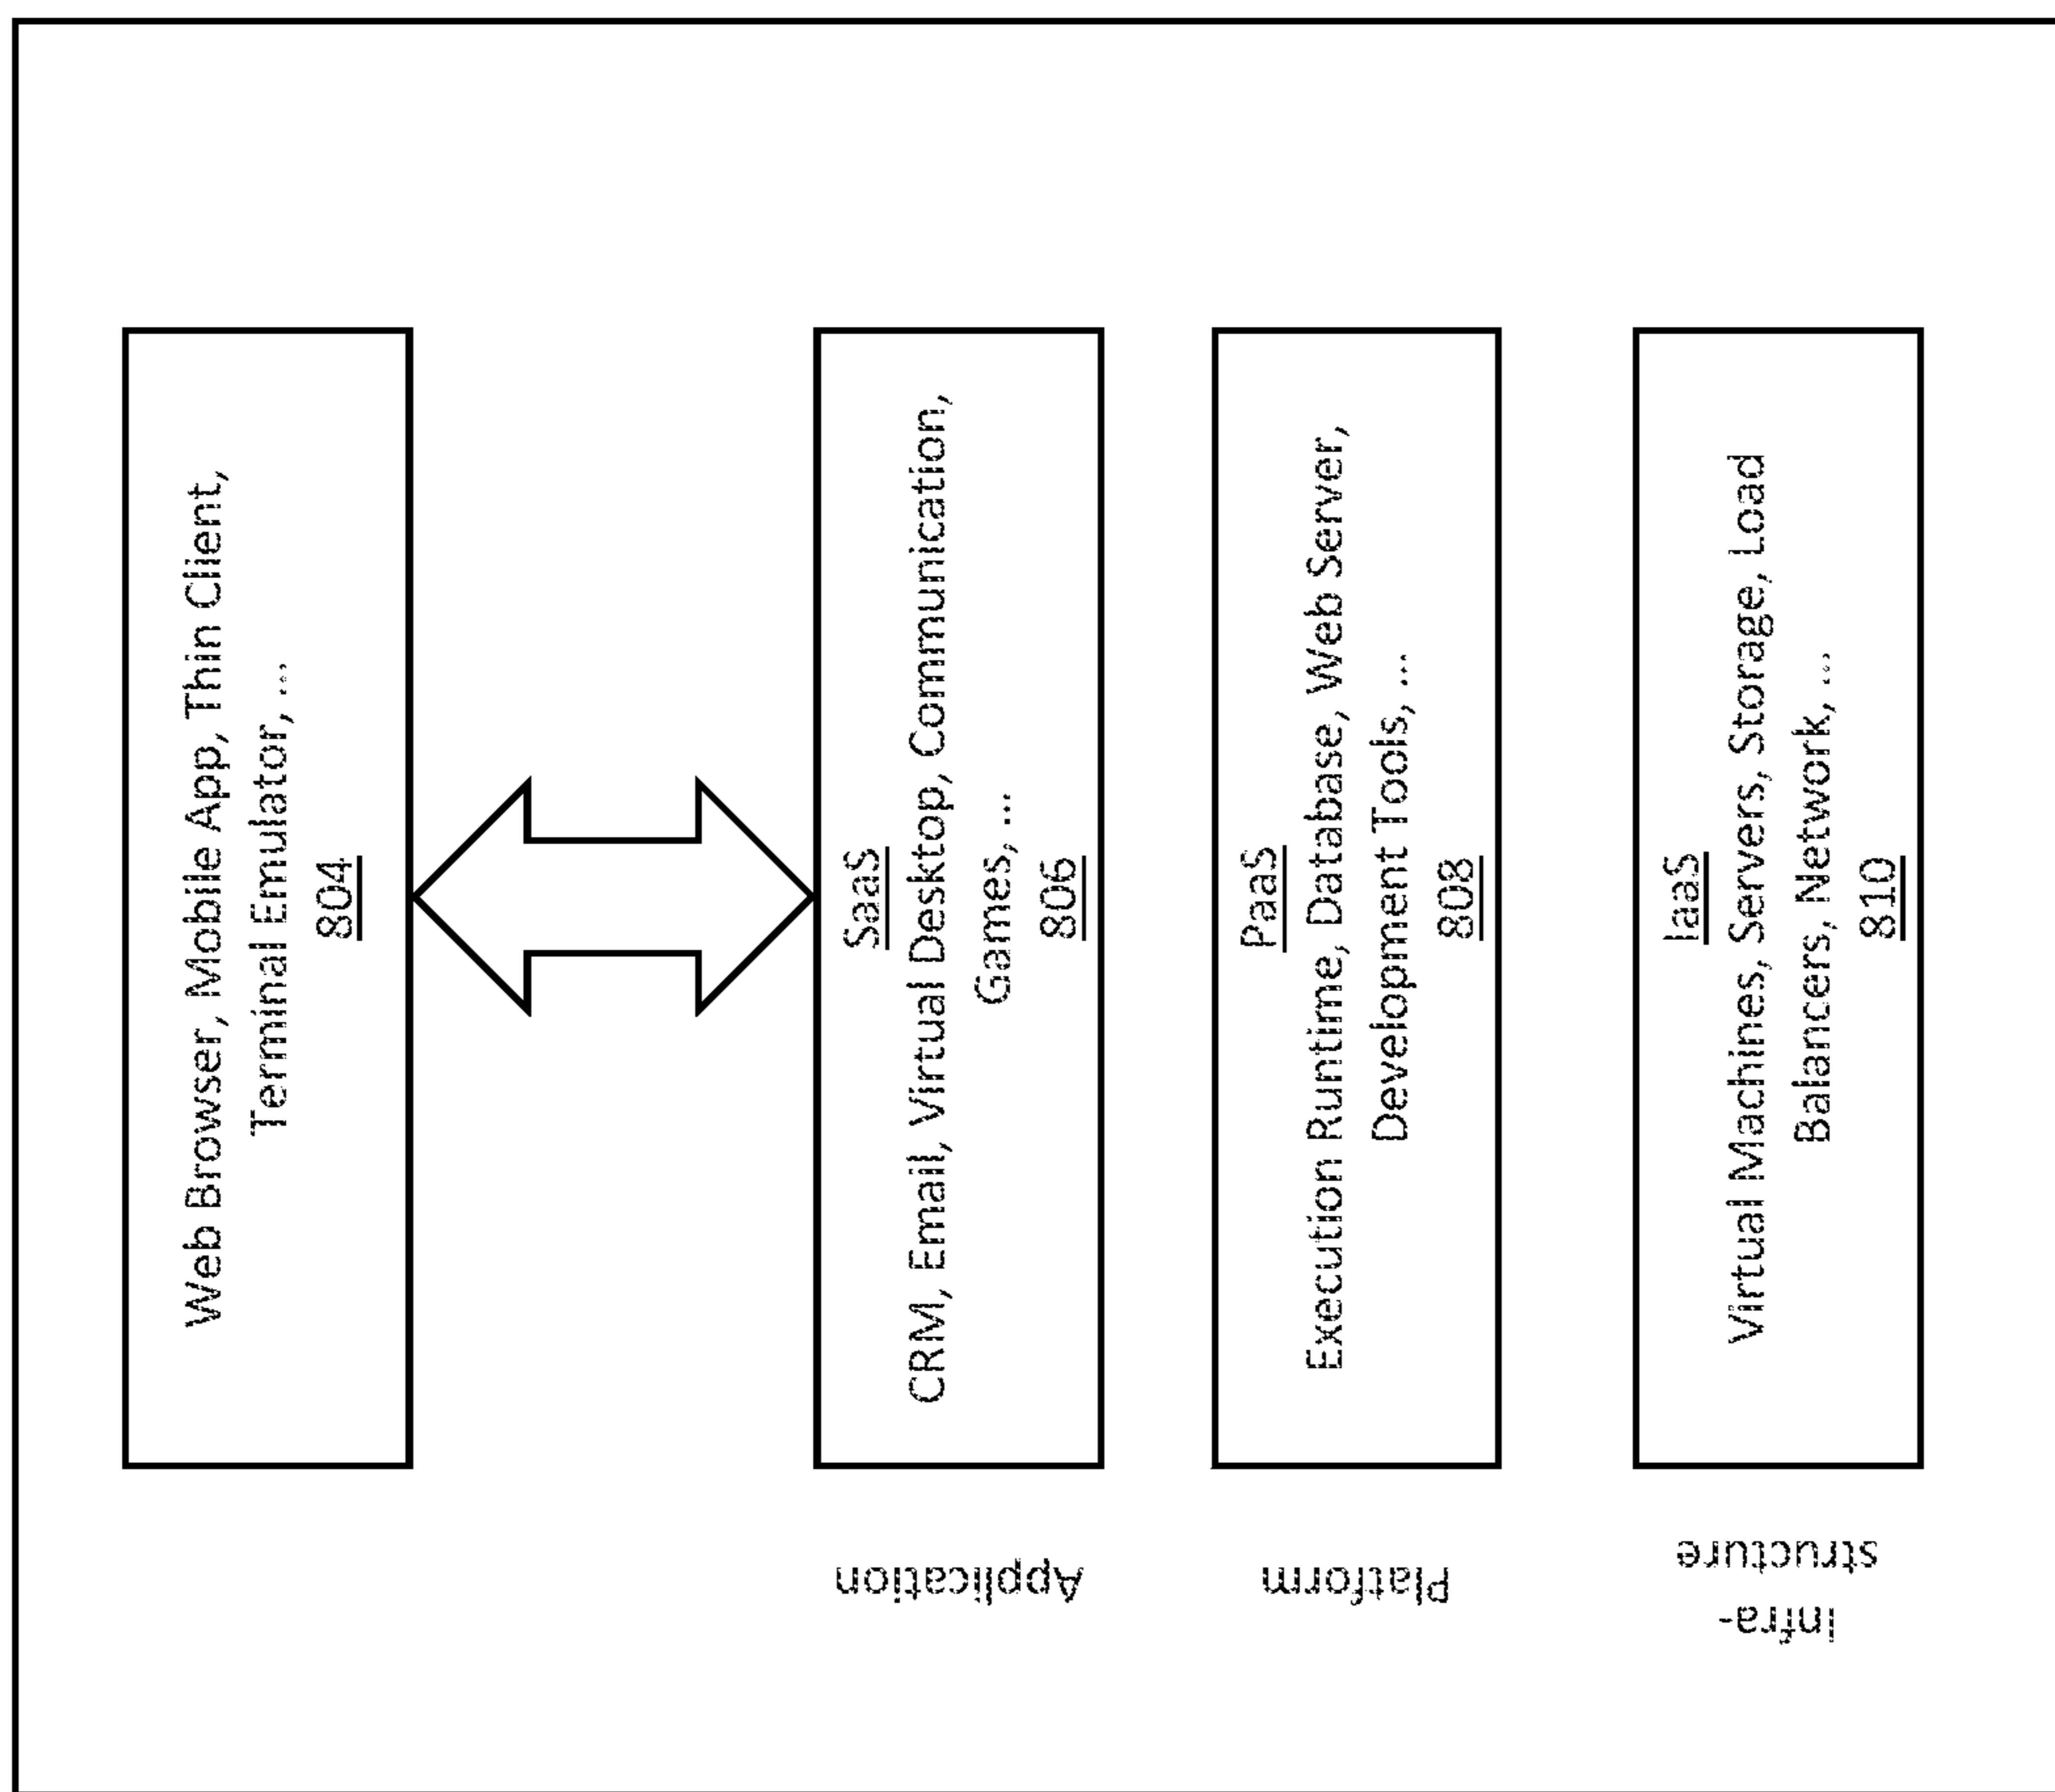 Web Browser, Mobile App, Thin Client,
Terminal Emulator, ...
804
SaaS
CRM, Email, Virtual Desktop, Communication,
Games, ...
806
Application
PaaS
Execution Runtime, Database, Web Server,
Development Tools, ...
808
Platform
IaaS
Virtual Machines, Servers, Storage, Load
Balancers, Network, ...
810
infra-
structure